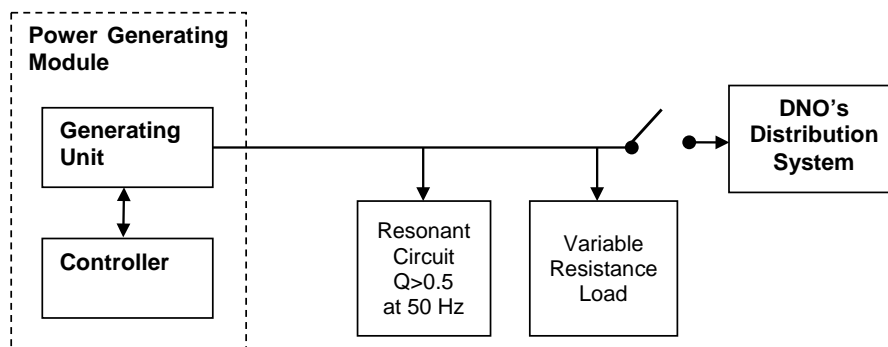 Power Generating
Module
Generating
Unit
Controller
Resonant
Circuit
Q>0.5
at 50 Hz
Variable
Resistance
Load
DNO's
Distribution
System